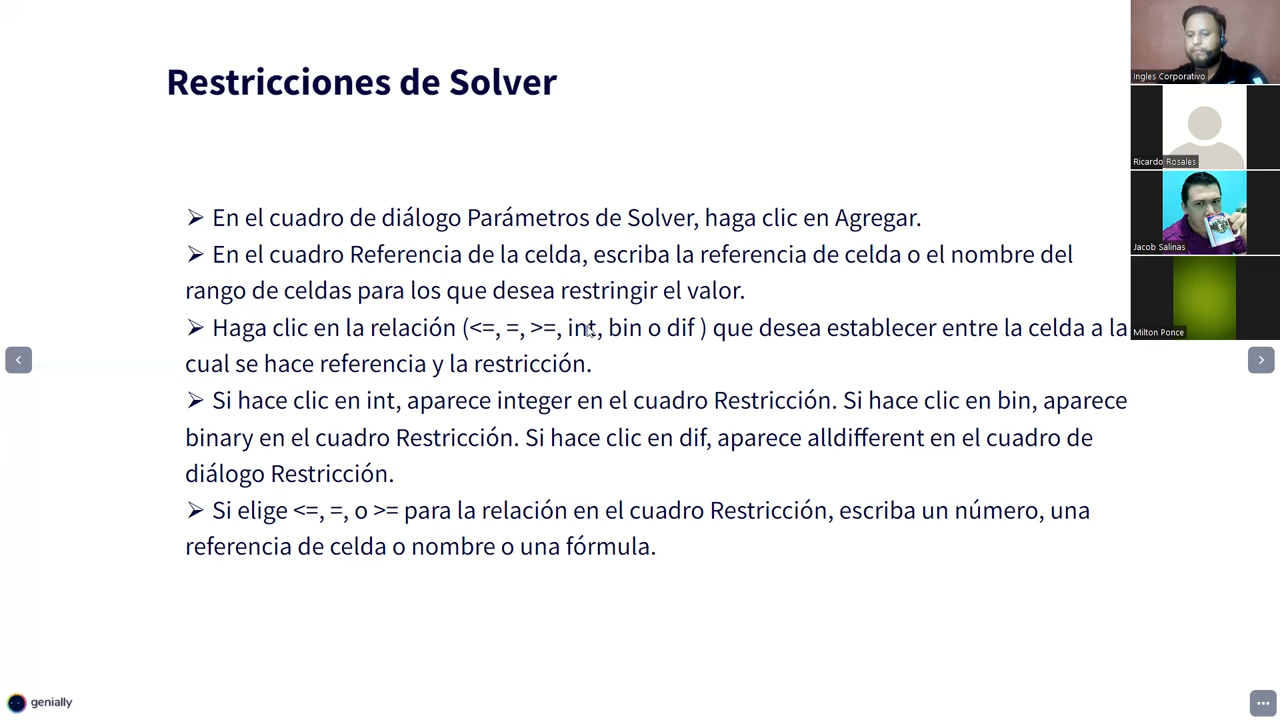 Restricciones de Solver
➢ En el cuadro de diálogo Parámetros de Solver, haga clic en Agregar.
➢ En el cuadro Referencia de la celda, escriba la referencia de celda o el nombre del
rango de celdas para los que desea restringir el valor.
➢ Haga clic en la relación (<=, =, >=, int, bin o dif ) que desea establecer entre la celda a la
cual se hace referencia y la restricción.
➢ Si hace clic en int, aparece integer en el cuadro Restricción. Si hace clic en bin, aparece
binary en el cuadro Restricción. Si hace clic en dif, aparece alldifferent en el cuadro de
diálogo Restricción.
➢ Si elige <=, =, o >= para la relación en el cuadro Restricción, escriba un número, una
referencia de celda o nombre o una fórmula.
Ingles Corporativo
Ricardo Rosales
Jacob Salinas
Milton Ponce
genially